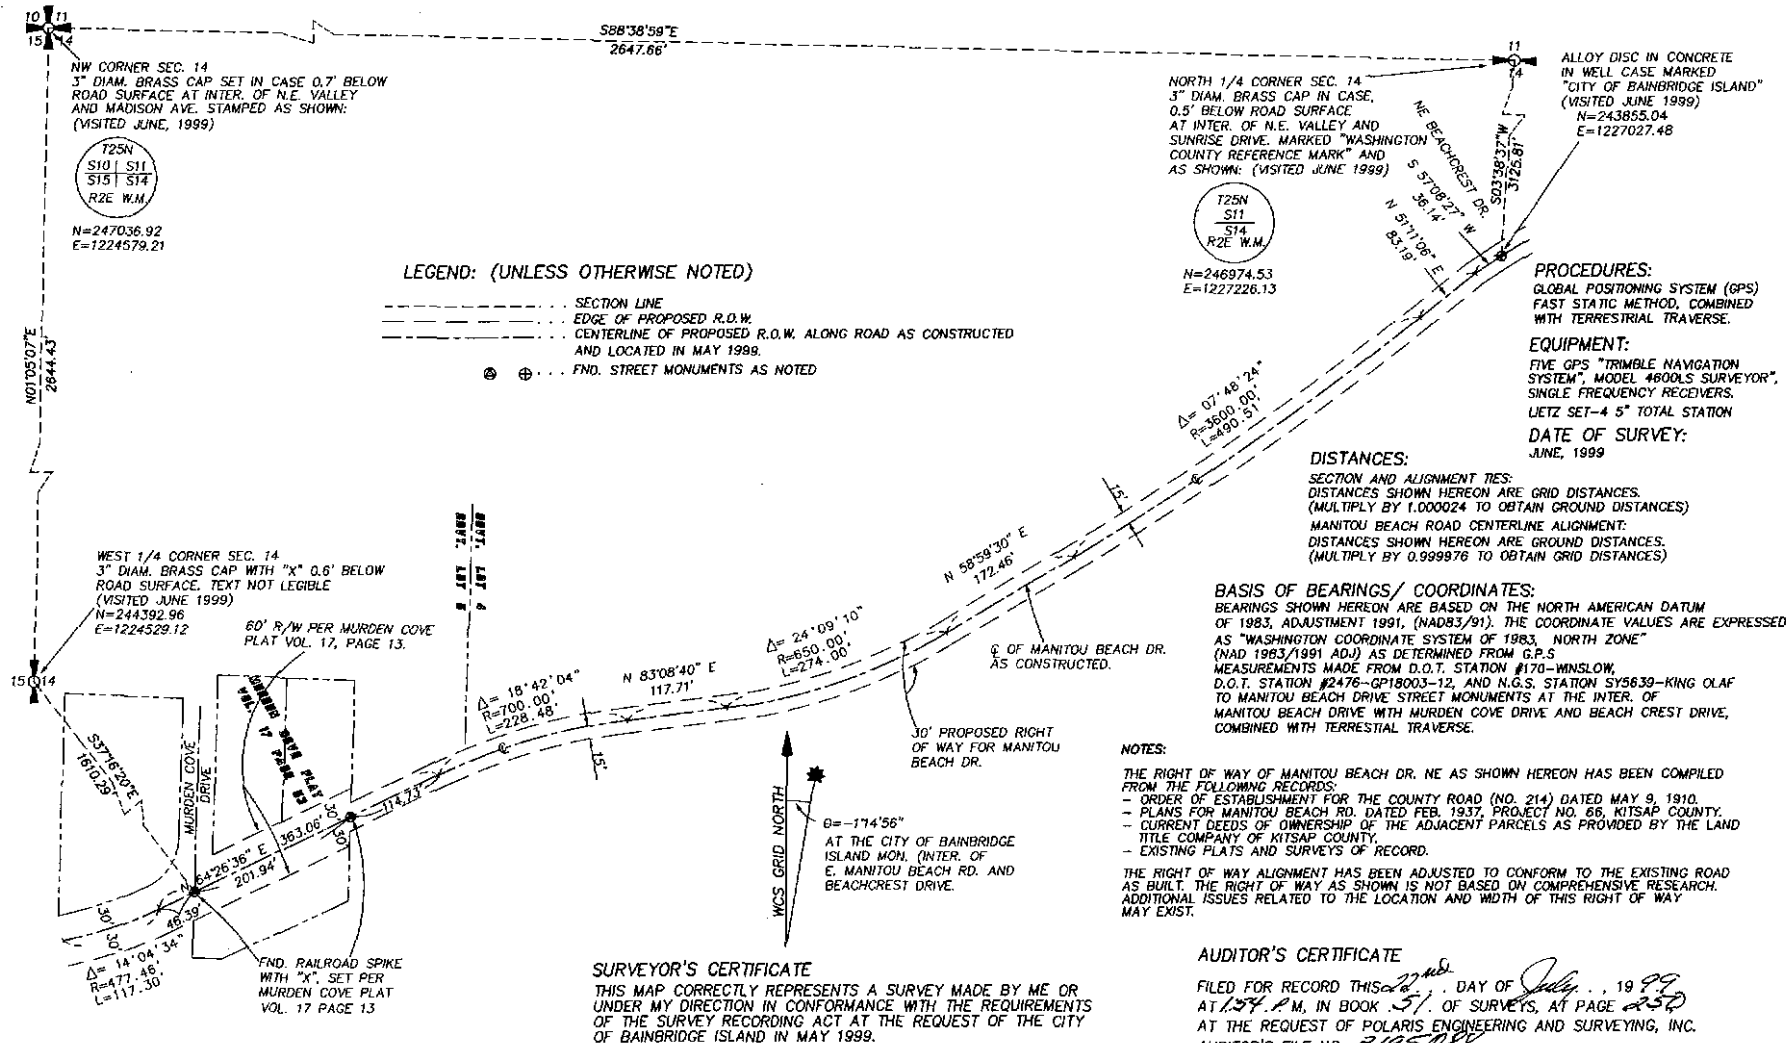 10 11
15 14
S88°38'59"E
2647.66'
11
14
NW CORNER SEC. 14
3" DIAM. BRASS CAP SET IN CASE 0.7' BELOW
ROAD SURFACE AT INTER. OF N.E. VALLEY
AND MADISON AVE. STAMPED AS SHOWN:
(VISITED JUNE, 1999)
T25N
S10 | S11
S15 | S14
R2E W.M.
N=247036.92
E=1224579.21
NORTH 1/4 CORNER SEC. 14
3" DIAM. BRASS CAP IN CASE,
0.5' BELOW ROAD SURFACE
AT INTER. OF N.E. VALLEY AND
SUNRISE DRIVE. MARKED "WASHINGTON
COUNTY REFERENCE MARK" AND
AS SHOWN: (VISITED JUNE 1999)
T25N
S11
S14
R2E W.M.
N=246974.53
E=1227226.13
ALLOY DISC IN CONCRETE
IN WELL CASE MARKED
"CITY OF BAINBRIDGE ISLAND"
(VISITED JUNE 1999)
N=243855.04
E=1227027.48
S03°38'37"W
3125.81'
NE BEACHCREST DR.
S 57°08'27" W
36.14'
N 51°11'06" E
83.19'
LEGEND: (UNLESS OTHERWISE NOTED)
SECTION LINE
EDGE OF PROPOSED R.O.W.
CENTERLINE OF PROPOSED R.O.W. ALONG ROAD AS CONSTRUCTED
AND LOCATED IN MAY 1999.
FND. STREET MONUMENTS AS NOTED
N01°05'07"E
2644.43'
PROCEDURES:
GLOBAL POSITIONING SYSTEM (GPS)
FAST STATIC METHOD, COMBINED
WITH TERRESTRIAL TRAVERSE.
EQUIPMENT:
FIVE GPS "TRIMBLE NAVIGATION
SYSTEM", MODEL 4600LS SURVEYOR",
SINGLE FREQUENCY RECEIVERS.
LIETZ SET-4 5" TOTAL STATION
DATE OF SURVEY:
JUNE, 1999
Δ= 07°48'24"
R=3600.00'
L=490.51'
15'
DISTANCES:
SECTION AND ALIGNMENT TIES:
DISTANCES SHOWN HEREON ARE GRID DISTANCES.
(MULTIPLY BY 1.000024 TO OBTAIN GROUND DISTANCES)
MANITOU BEACH ROAD CENTERLINE ALIGNMENT:
DISTANCES SHOWN HEREON ARE GROUND DISTANCES.
(MULTIPLY BY 0.999976 TO OBTAIN GRID DISTANCES)
WEST 1/4 CORNER SEC. 14
3" DIAM. BRASS CAP WITH "X" 0.6' BELOW
ROAD SURFACE. TEXT NOT LEGIBLE
(VISITED JUNE 1999)
N=244392.96
E=1224529.12
15 14
60' R/W PER MURDEN COVE
PLAT VOL. 17, PAGE 13.
GOVT. LOT
GOVT. LOT
N 58°59'30" E
172.46'
Δ= 24°09'10"
R=650.00'
L=274.00'
N 83°08'40" E
117.71'
Δ= 18°42'04"
R=700.00'
L=228.48'
15'
℄ OF MANITOU BEACH DR.
AS CONSTRUCTED.
30' PROPOSED RIGHT
OF WAY FOR MANITOU
BEACH DR.
BASIS OF BEARINGS/ COORDINATES:
BEARINGS SHOWN HEREON ARE BASED ON THE NORTH AMERICAN DATUM
OF 1983, ADJUSTMENT 1991, (NAD83/91). THE COORDINATE VALUES ARE EXPRESSED
AS "WASHINGTON COORDINATE SYSTEM OF 1983, NORTH ZONE"
(NAD 1983/1991 ADJ) AS DETERMINED FROM G.P.S
MEASUREMENTS MADE FROM D.O.T. STATION #170-WINSLOW,
D.O.T. STATION #2476-GP18003-12, AND N.G.S. STATION SY5639-KING OLAF
TO MANITOU BEACH DRIVE STREET MONUMENTS AT THE INTER. OF
MANITOU BEACH DRIVE WITH MURDEN COVE DRIVE AND BEACH CREST DRIVE,
COMBINED WITH TERRESTIAL TRAVERSE.
S37°16'20"E
1610.29'
MURDEN COVE
DRIVE
MURDEN COVE PLAT
VOL. 17 PAGE 13
30' 30'
114.73'
N 64°26'36" E 363.06'
201.94'
46.39'
30' 30'
Δ= 14°04'34"
R=477.46'
L=117.30'
FND. RAILROAD SPIKE
WITH "X", SET PER
MURDEN COVE PLAT
VOL. 17 PAGE 13
WCS GRID NORTH
θ=-1°14'56"
AT THE CITY OF BAINBRIDGE
ISLAND MON. (INTER. OF
E. MANITOU BEACH RD. AND
BEACHCREST DRIVE.
NOTES:
THE RIGHT OF WAY OF MANITOU BEACH DR. NE AS SHOWN HEREON HAS BEEN COMPILED
FROM THE FOLLOWING RECORDS:
- ORDER OF ESTABLISHMENT FOR THE COUNTY ROAD (NO. 214) DATED MAY 9, 1910.
- PLANS FOR MANITOU BEACH RD. DATED FEB. 1937, PROJECT NO. 66, KITSAP COUNTY.
- CURRENT DEEDS OF OWNERSHIP OF THE ADJACENT PARCELS AS PROVIDED BY THE LAND
TITLE COMPANY OF KITSAP COUNTY,
- EXISTING PLATS AND SURVEYS OF RECORD.
THE RIGHT OF WAY ALIGNMENT HAS BEEN ADJUSTED TO CONFORM TO THE EXISTING ROAD
AS BUILT. THE RIGHT OF WAY AS SHOWN IS NOT BASED ON COMPREHENSIVE RESEARCH.
ADDITIONAL ISSUES RELATED TO THE LOCATION AND WIDTH OF THIS RIGHT OF WAY
MAY EXIST.
SURVEYOR'S CERTIFICATE
THIS MAP CORRECTLY REPRESENTS A SURVEY MADE BY ME OR
UNDER MY DIRECTION IN CONFORMANCE WITH THE REQUIREMENTS
OF THE SURVEY RECORDING ACT AT THE REQUEST OF THE CITY
OF BAINBRIDGE ISLAND IN MAY 1999.
AUDITOR'S CERTIFICATE
FILED FOR RECORD THIS 22nd. . . DAY OF July. . . , 1999
AT 1:54. P.M, IN BOOK .51. OF SURVEYS, AT PAGE 250
AT THE REQUEST OF POLARIS ENGINEERING AND SURVEYING, INC.